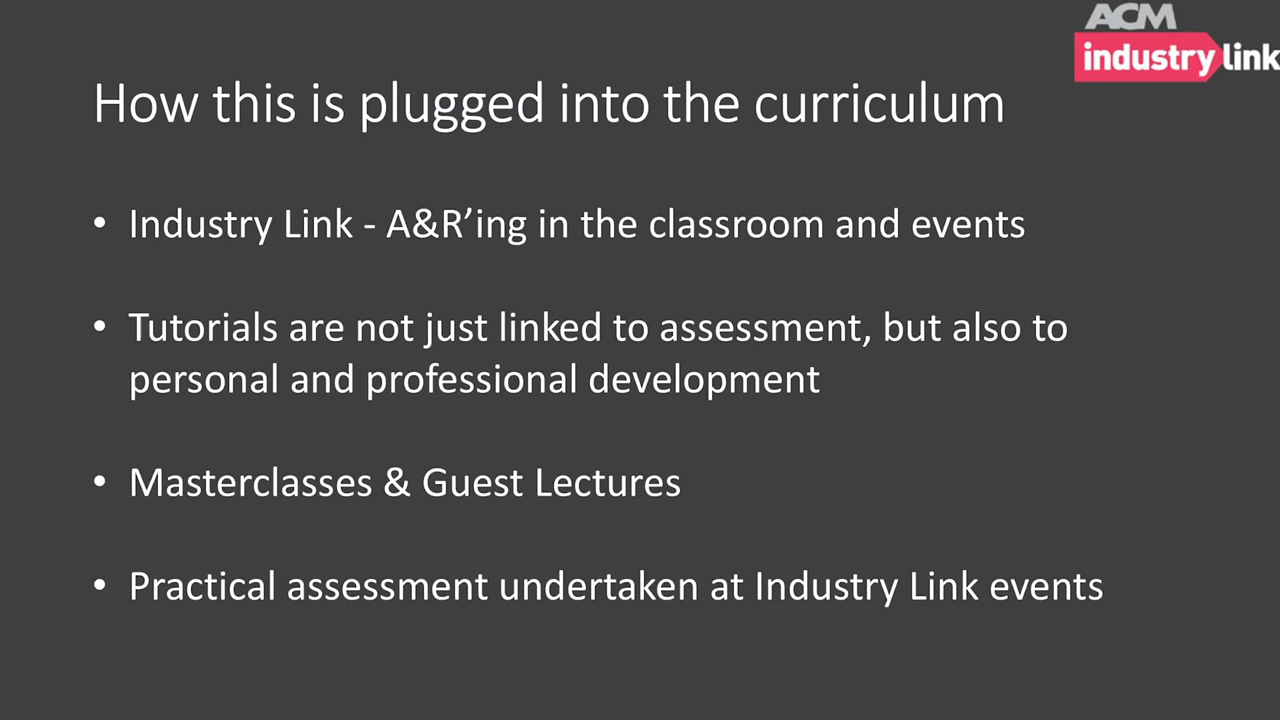 ACM
industry link
How this is plugged into the curriculum
• Industry Link - A&R’ing in the classroom and events
• Tutorials are not just linked to assessment, but also to
personal and professional development
• Masterclasses & Guest Lectures
• Practical assessment undertaken at Industry Link events